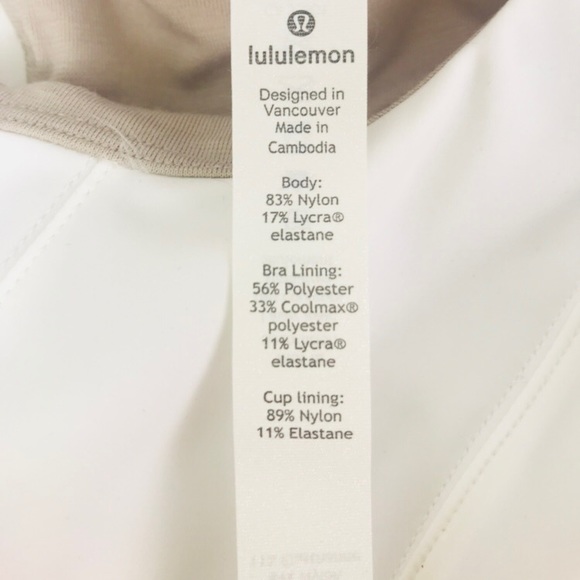 lululemon
Designed in
Vancouver
Made in
Cambodia
Body:
83% Nylon
17% Lycra®
elastane
Bra Lining:
56% Polyester
33% Coolmax®
polyester
11% Lycra®
elastane
Cup lining:
89% Nylon
11% Elastane